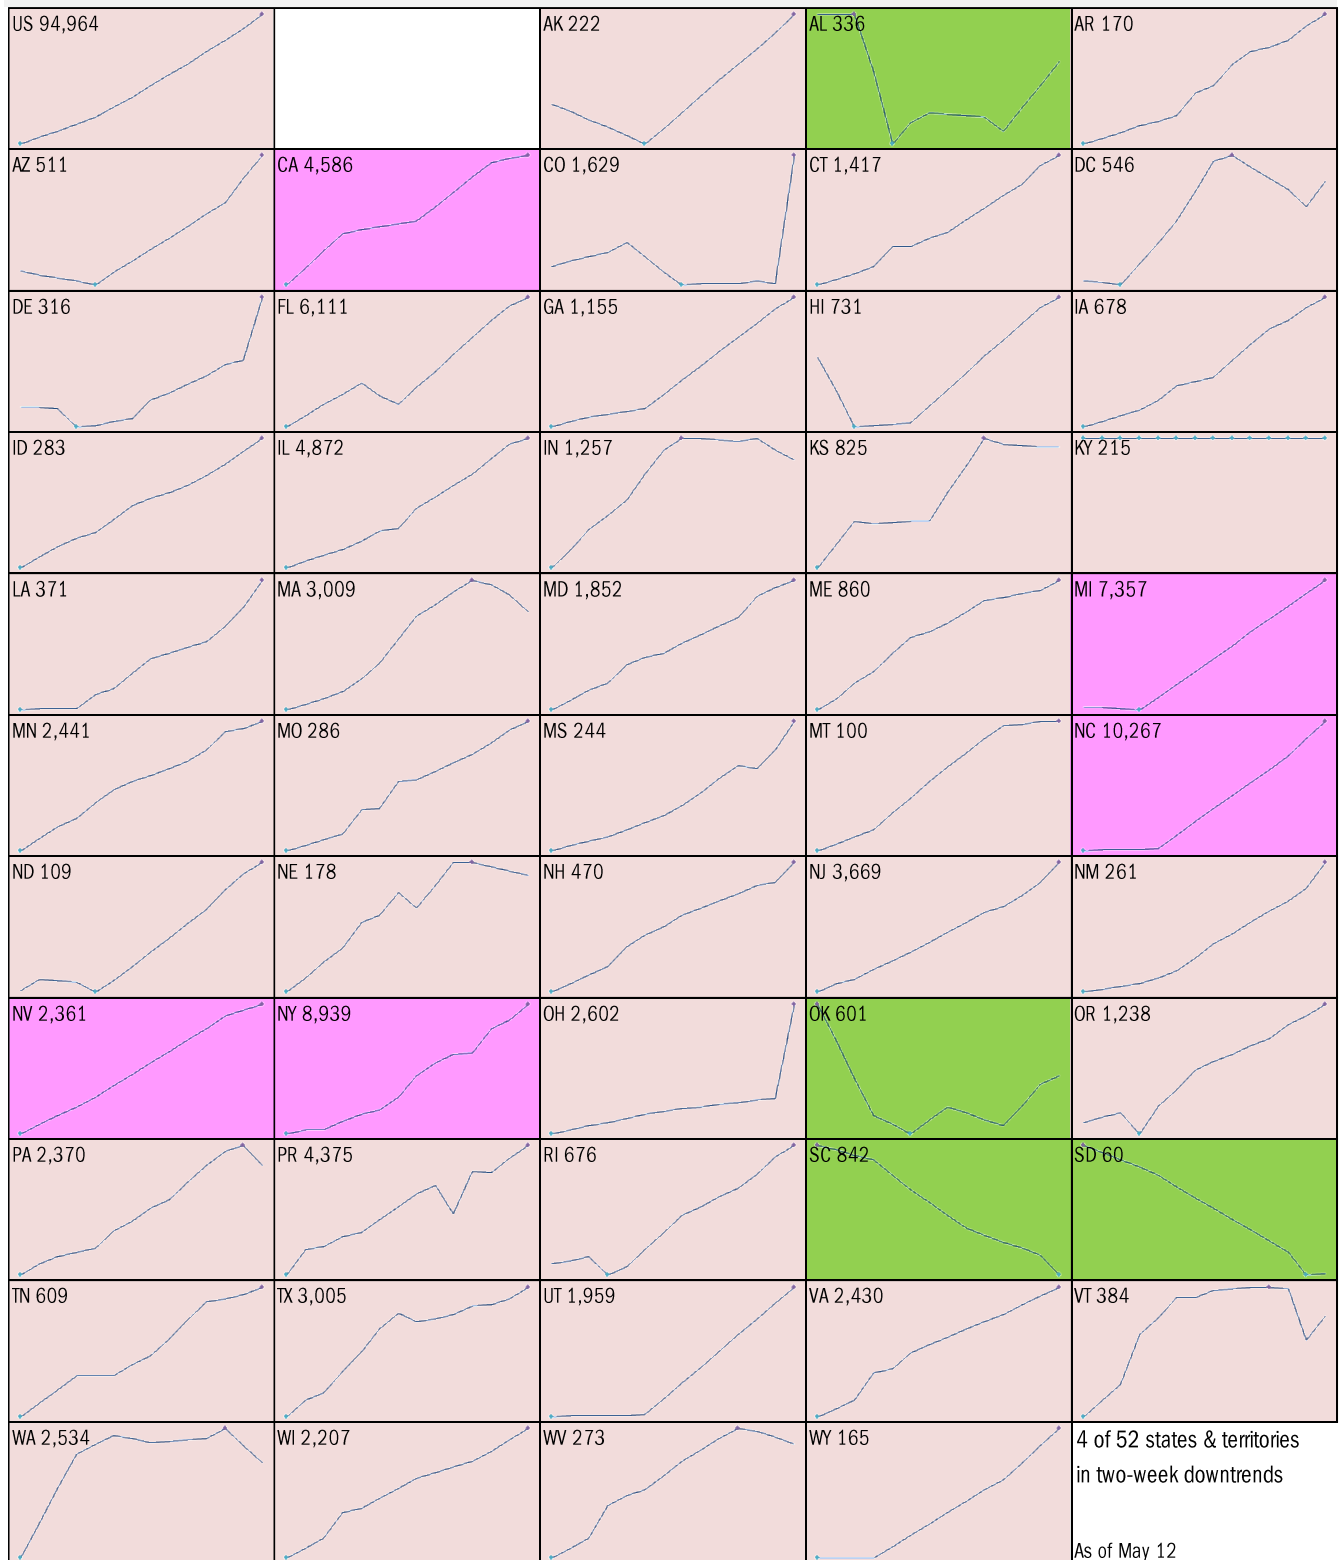 US 94,964
AK 222
AL 336
AR 170
AZ 511
CA 4,586
CO 1,629
CT 1,417
DC 546
DE 316
FL 6,111
GA 1,155
HI 731
IA 678
ID 283
IL 4,872
IN 1,257
KS 825
KY 215
LA 371
MA 3,009
MD 1,852
ME 860
MI 7,357
MN 2,441
MO 286
MS 244
MT 100
NC 10,267
ND 109
NE 178
NH 470
NJ 3,669
NM 261
NV 2,361
NY 8,939
OH 2,602
OK 601
OR 1,238
PA 2,370
PR 4,375
RI 676
SC 842
SD 60
TN 609
TX 3,005
UT 1,959
VA 2,430
VT 384
WA 2,534
WI 2,207
WV 273
WY 165
4 of 52 states & territories
in two-week downtrends
As of May 12